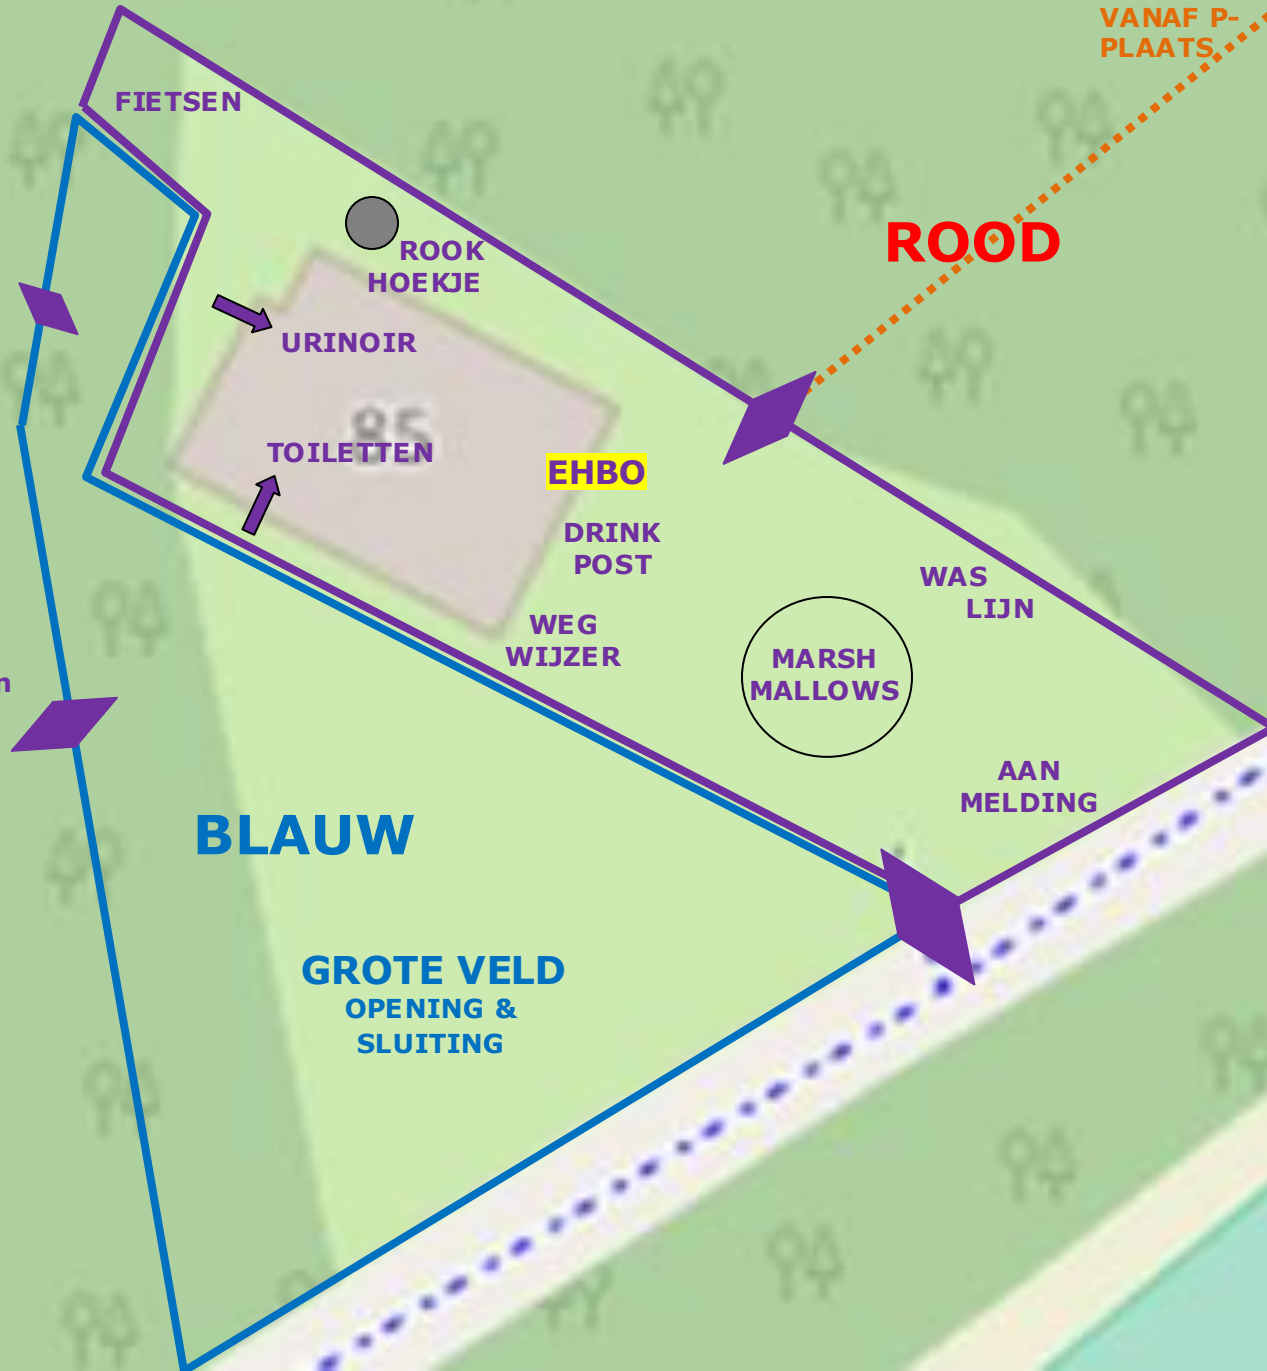 VANAF P-
PLAATS
FIETSEN
ROOD
ROOK
HOEKJE
URINOIR
85
TOILETTEN
EHBO
DRINK
POST
WAS
LIJN
WEG
WIJZER
MARSH
MALLOWS
n
AAN
MELDING
BLAUW
GROTE VELD
OPENING &
SLUITING